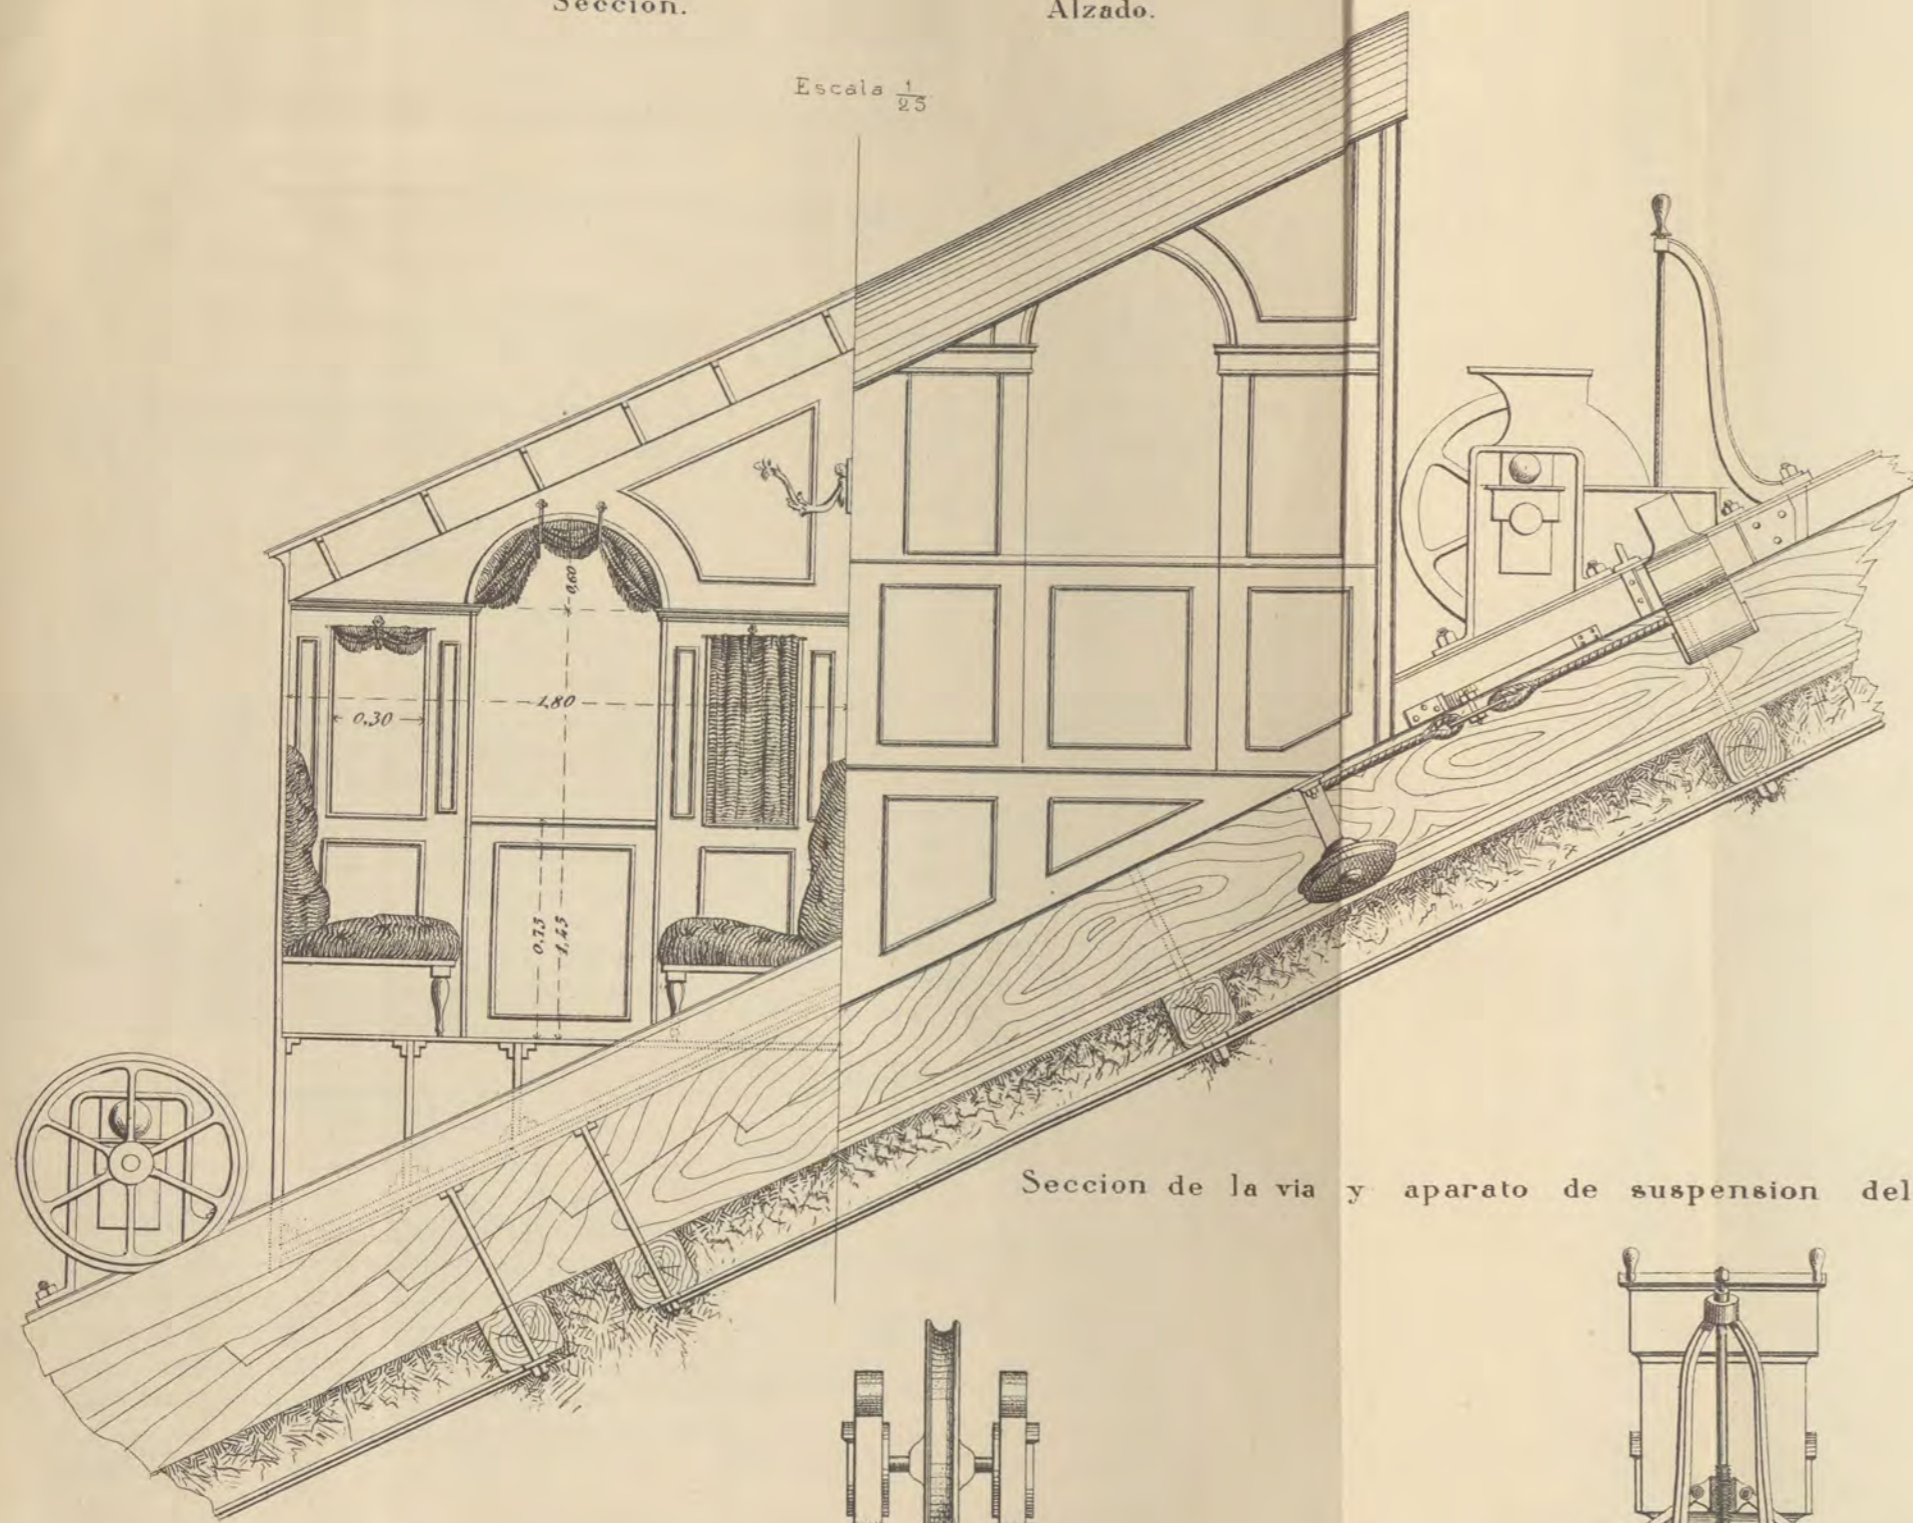 Seccion.
Alzado.
Escala 1/25
0,60
1,80
0,30
0,75
1,45
Seccion de la via y aparato de suspension del